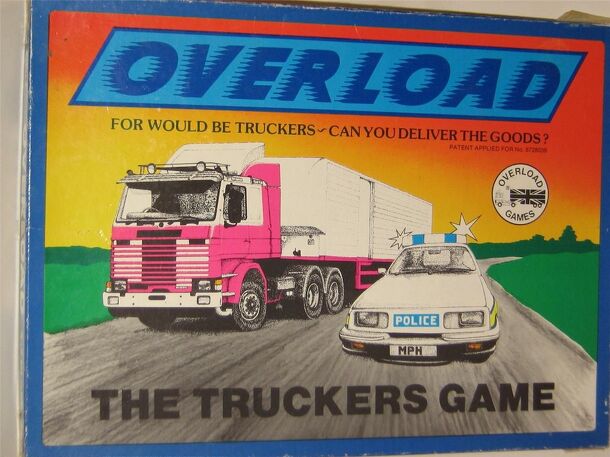 OVERLOAD
FOR WOULD BE TRUCKERS ~ CAN YOU DELIVER THE GOODS?
PATENT APPLIED FOR No. 8728026
OVERLOAD
GAMES
POLICE
MPH
THE TRUCKERS GAME